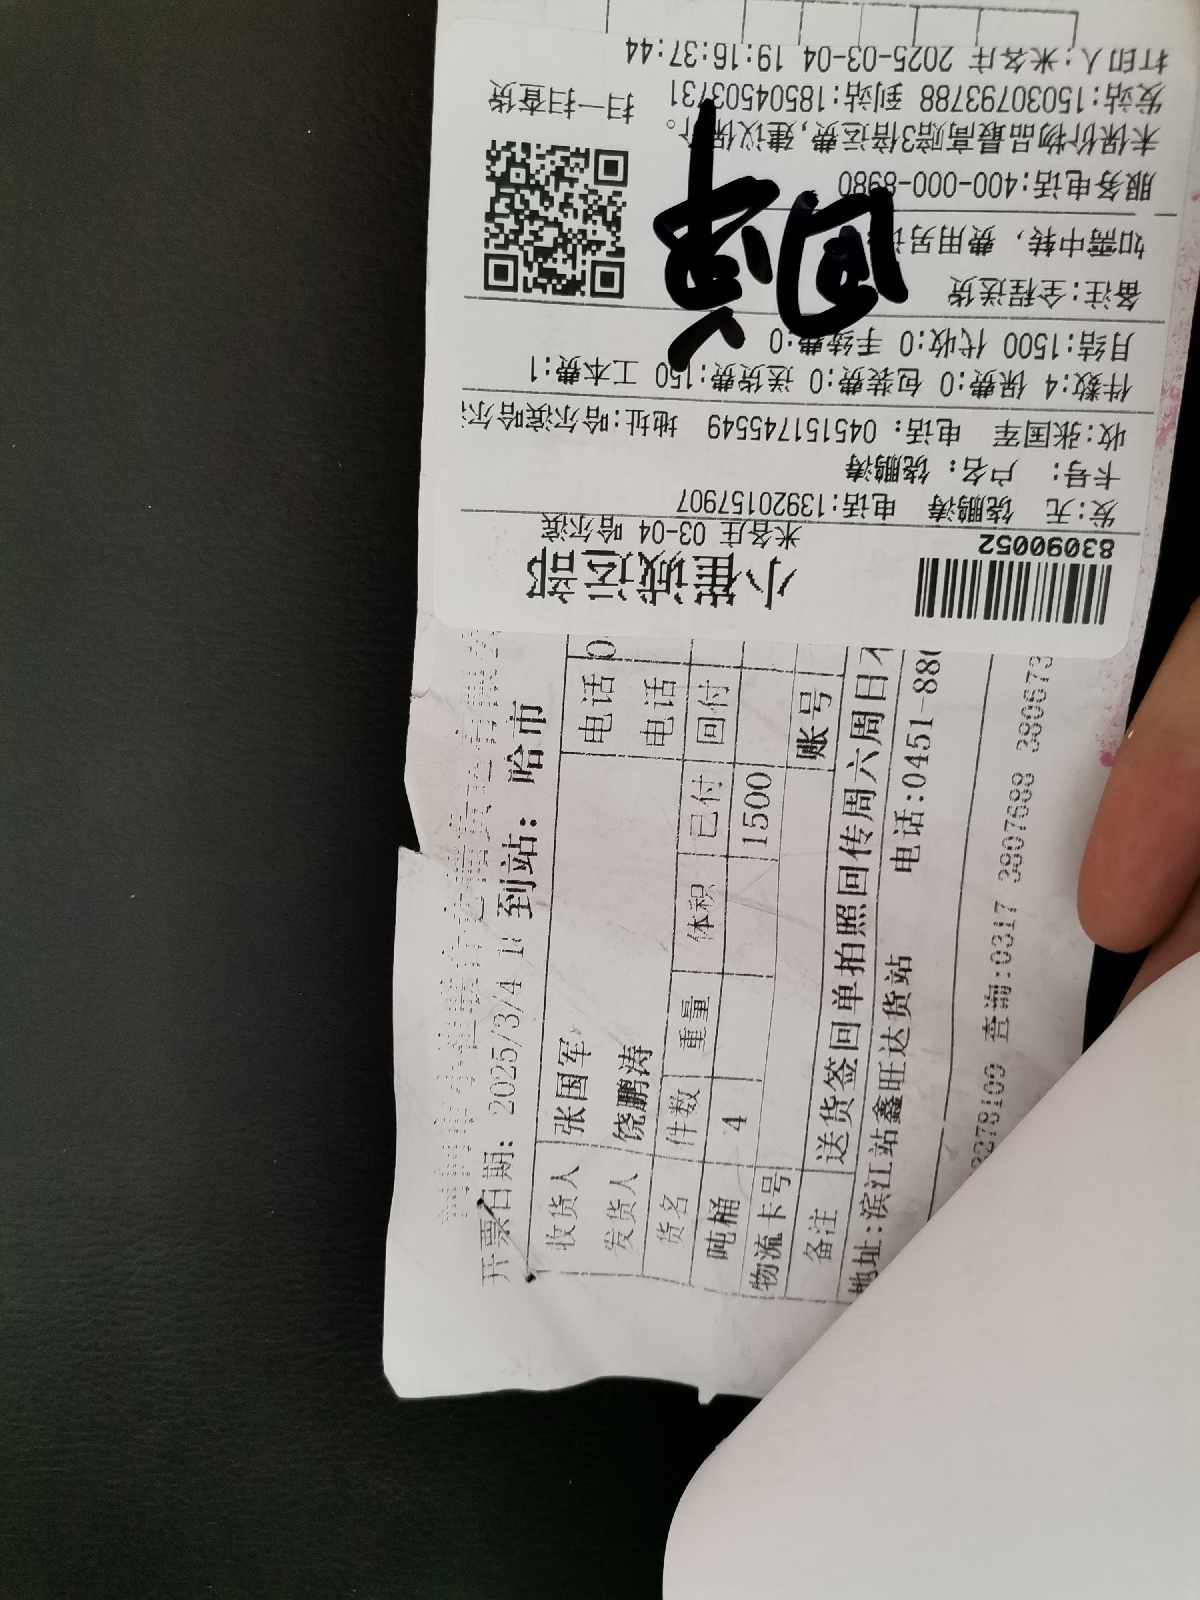 小崔诚运部
米各庄 03-04 哈尔滨
83090052
发:无 饶鹏涛 电话:13920157907
卡号: 户名: 饶鹏涛
收:张国军 电话: 045151745549 地址:哈尔滨哈尔
件数:4 保费:0 包装费:0 送货费:150 工本费:1
月结:1500 代收:0 手续费:0
备注:全程送货
如需中转, 费用另
服务电话:400-000-8980
未保价物品最高赔3倍运费,建议保价。
发站:15030793788 到站:18504503731
打印人:米各庄 2025-03-04 19:16:37:44
扫一扫查货
回单
开票日期: 2025/3/4 到站: 哈市
收货人 张国军 电话 0
发货人 饶鹏涛 电话
货名 件数 重量 体积 已付 回付
吨桶 4 1500
物流卡号 账号
备注 送货签回单拍照回传周六周日不
地址:滨江站鑫旺达货站 电话:0451-88
查询:0317 3807688 380673